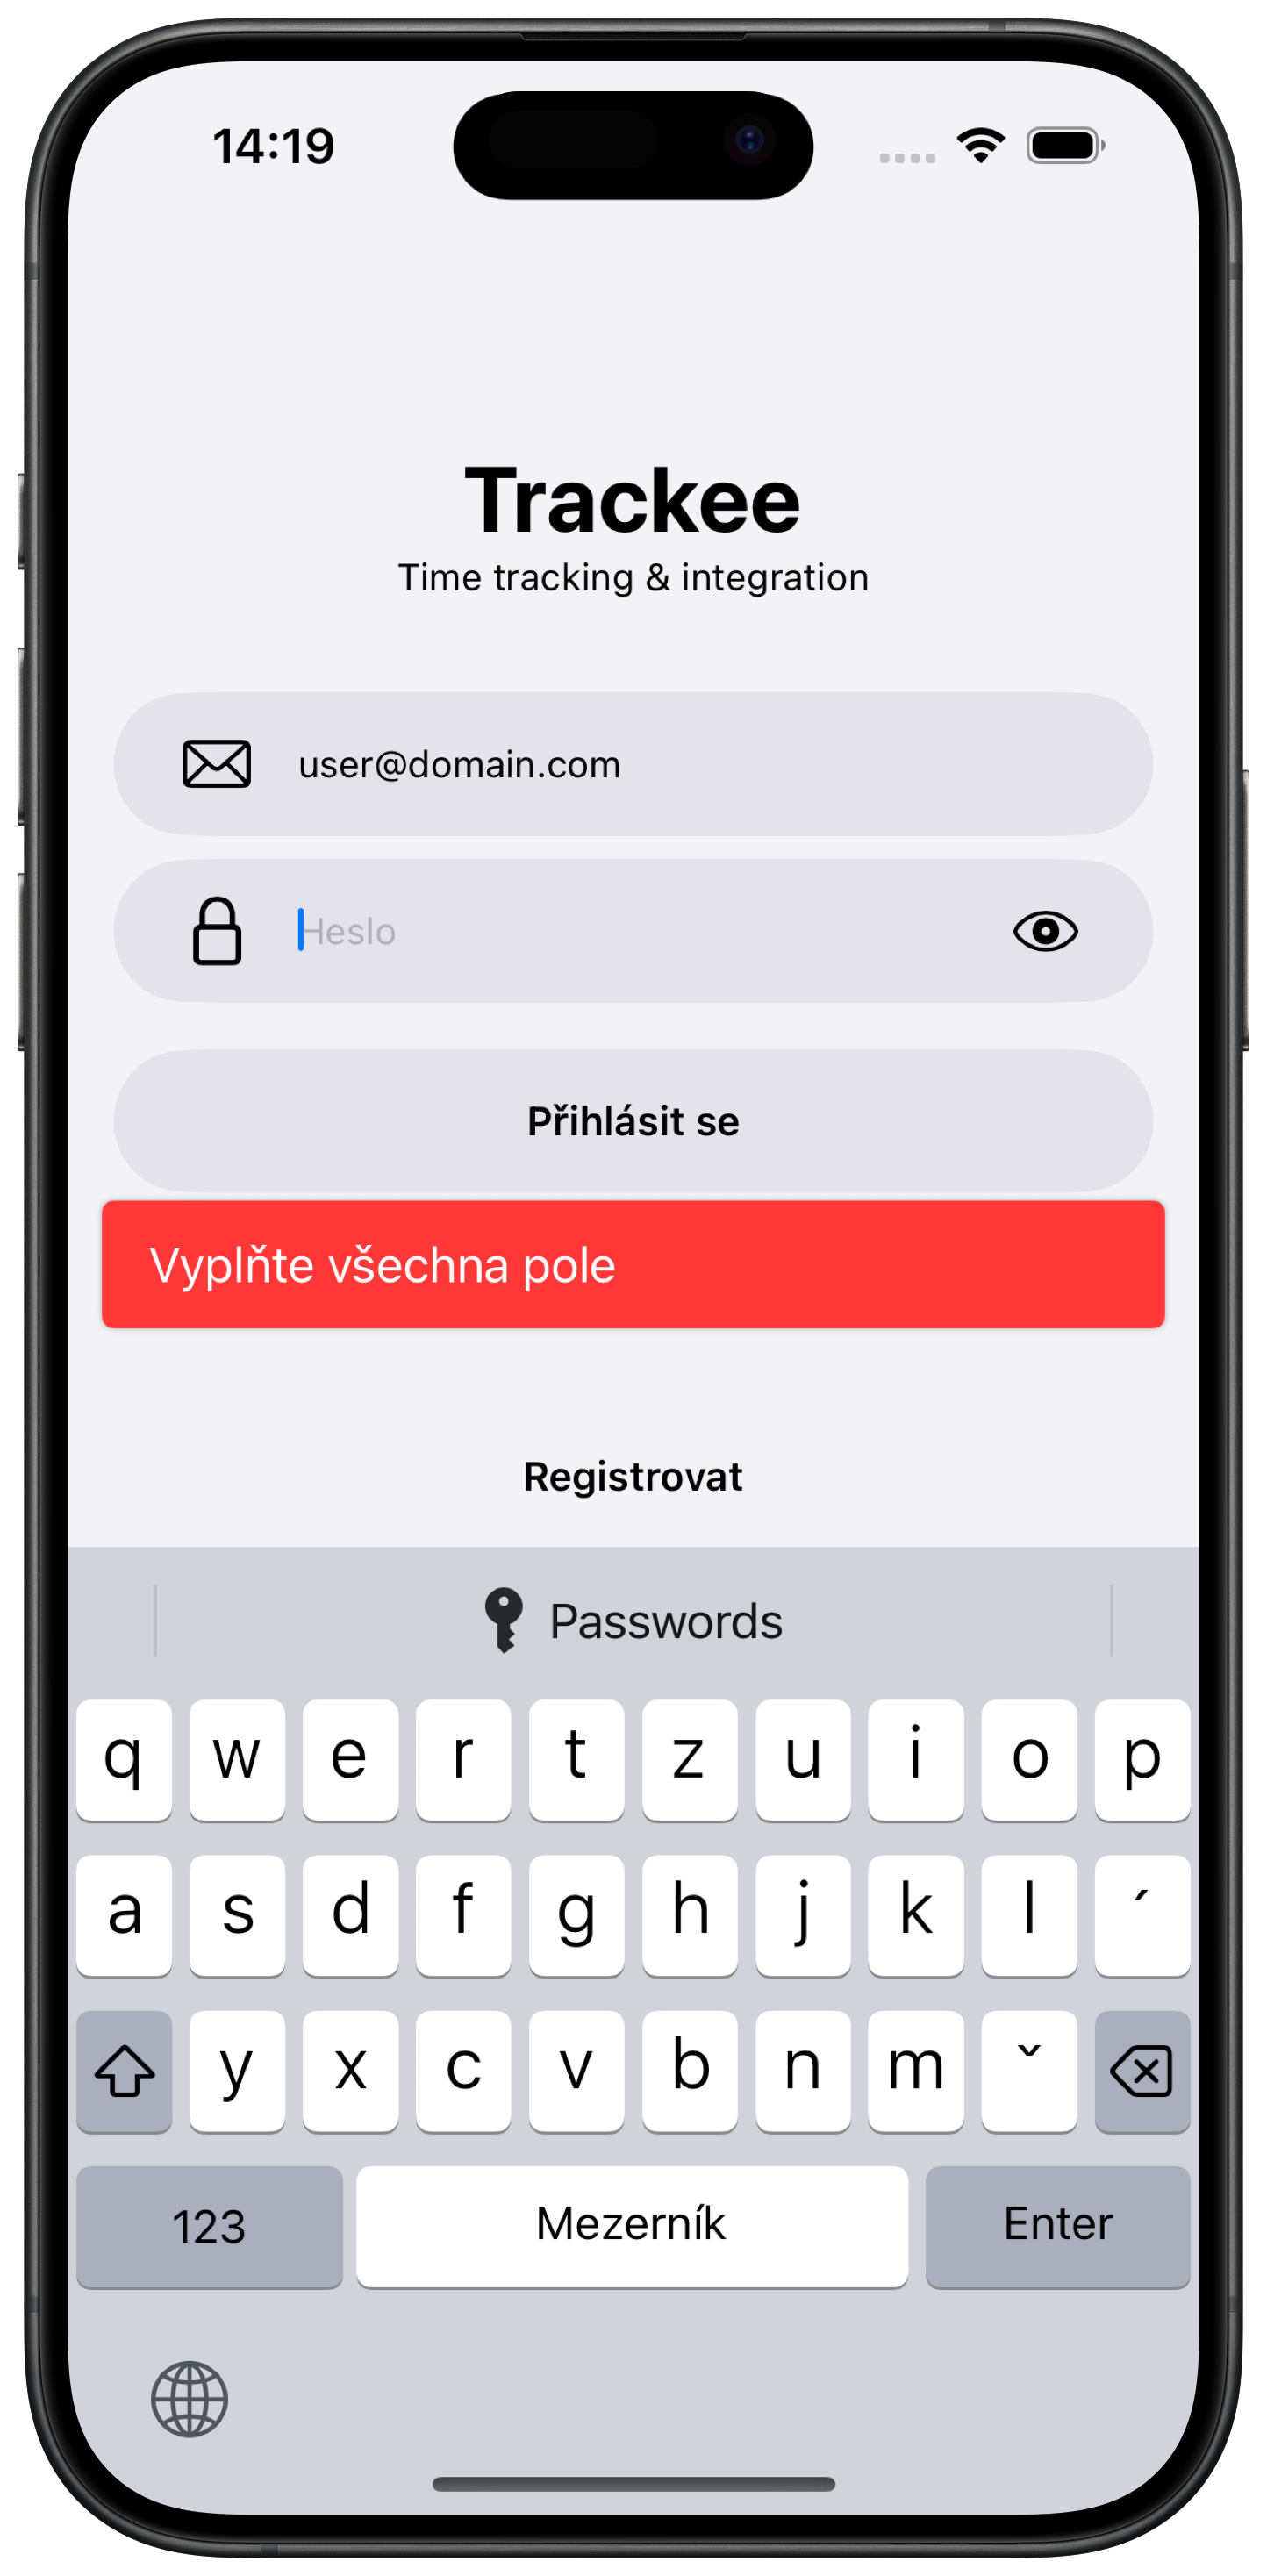 14:19
Trackee
Time tracking & integration
user@domain.com
Heslo
Přihlásit se
Vyplňte všechna pole
Registrovat
Passwords
q w e r t z u i o p
a s d f g h j k l ´
y x c v b n m ˇ
123 Mezerník Enter